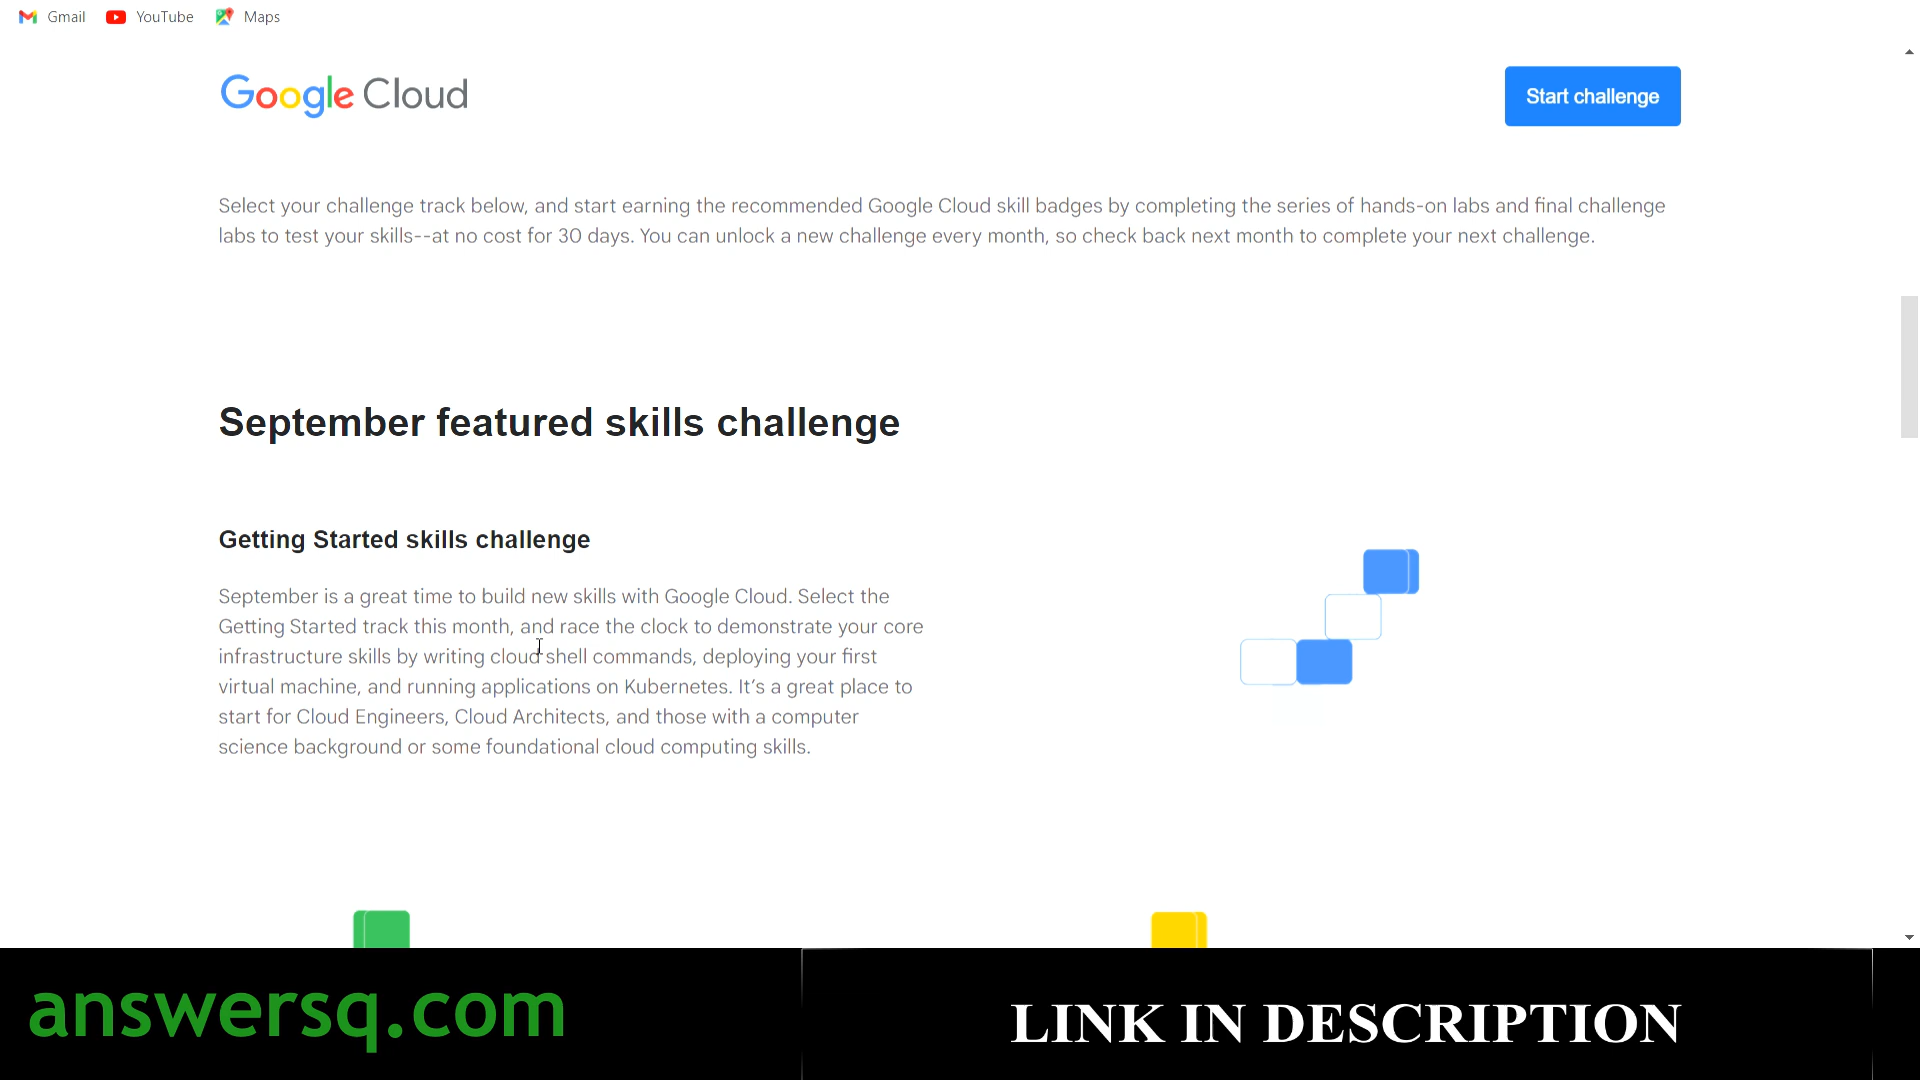 Gmail YouTube Maps
Google Cloud
Start challenge
Select your challenge track below, and start earning the recommended Google Cloud skill badges by completing the series of hands-on labs and final challenge
labs to test your skills--at no cost for 30 days. You can unlock a new challenge every month, so check back next month to complete your next challenge.
September featured skills challenge
Getting Started skills challenge
September is a great time to build new skills with Google Cloud. Select the
Getting Started track this month, and race the clock to demonstrate your core
infrastructure skills by writing cloud shell commands, deploying your first
virtual machine, and running applications on Kubernetes. It’s a great place to
start for Cloud Engineers, Cloud Architects, and those with a computer
science background or some foundational cloud computing skills.
answersq.com
LINK IN DESCRIPTION